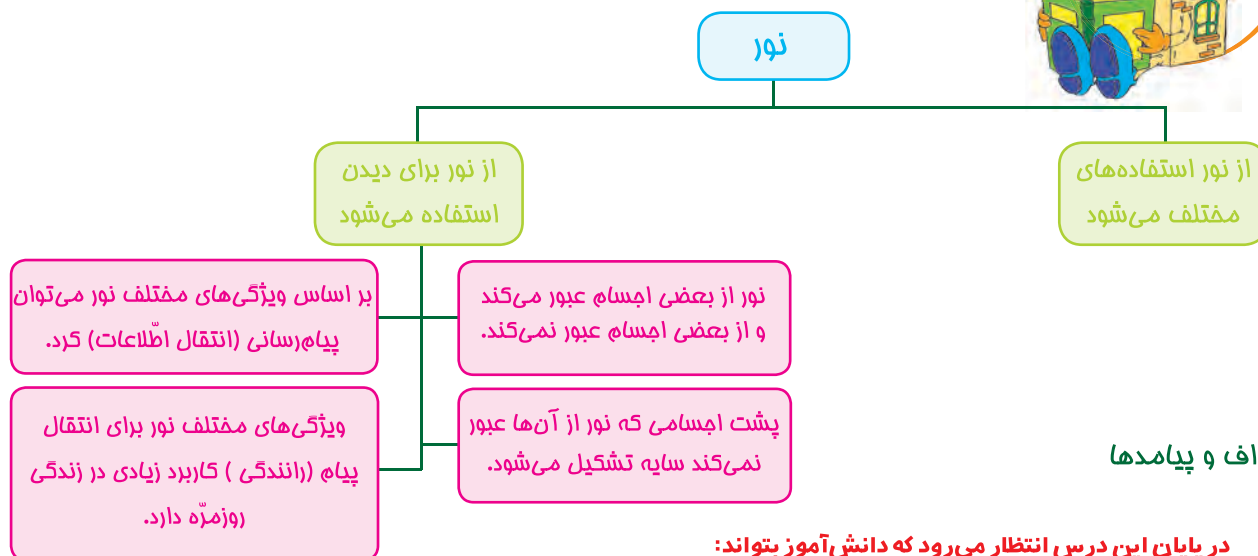 نور
از نور استفاده‌های
مختلف می‌شود
از نور برای دیدن
استفاده می‌شود
نور از بعضی اجسام عبور می‌کند
و از بعضی اجسام عبور نمی‌کند.
بر اساس ویژگی‌های مختلف نور می‌توان
پیام‌رسانی (انتقال اطّلاعات) کرد.
پشت اجسامی که نور از آن‌ها عبور
نمی‌کند سایه تشکیل می‌شود.
ویژگی‌های مختلف نور برای انتقال
پیام (رانندگی ) کاربرد زیادی در زندگی
روزمرّه دارد.
و پیامدها
در پایان این درس انتظار می‌رود که دانش‌آموز بتواند: